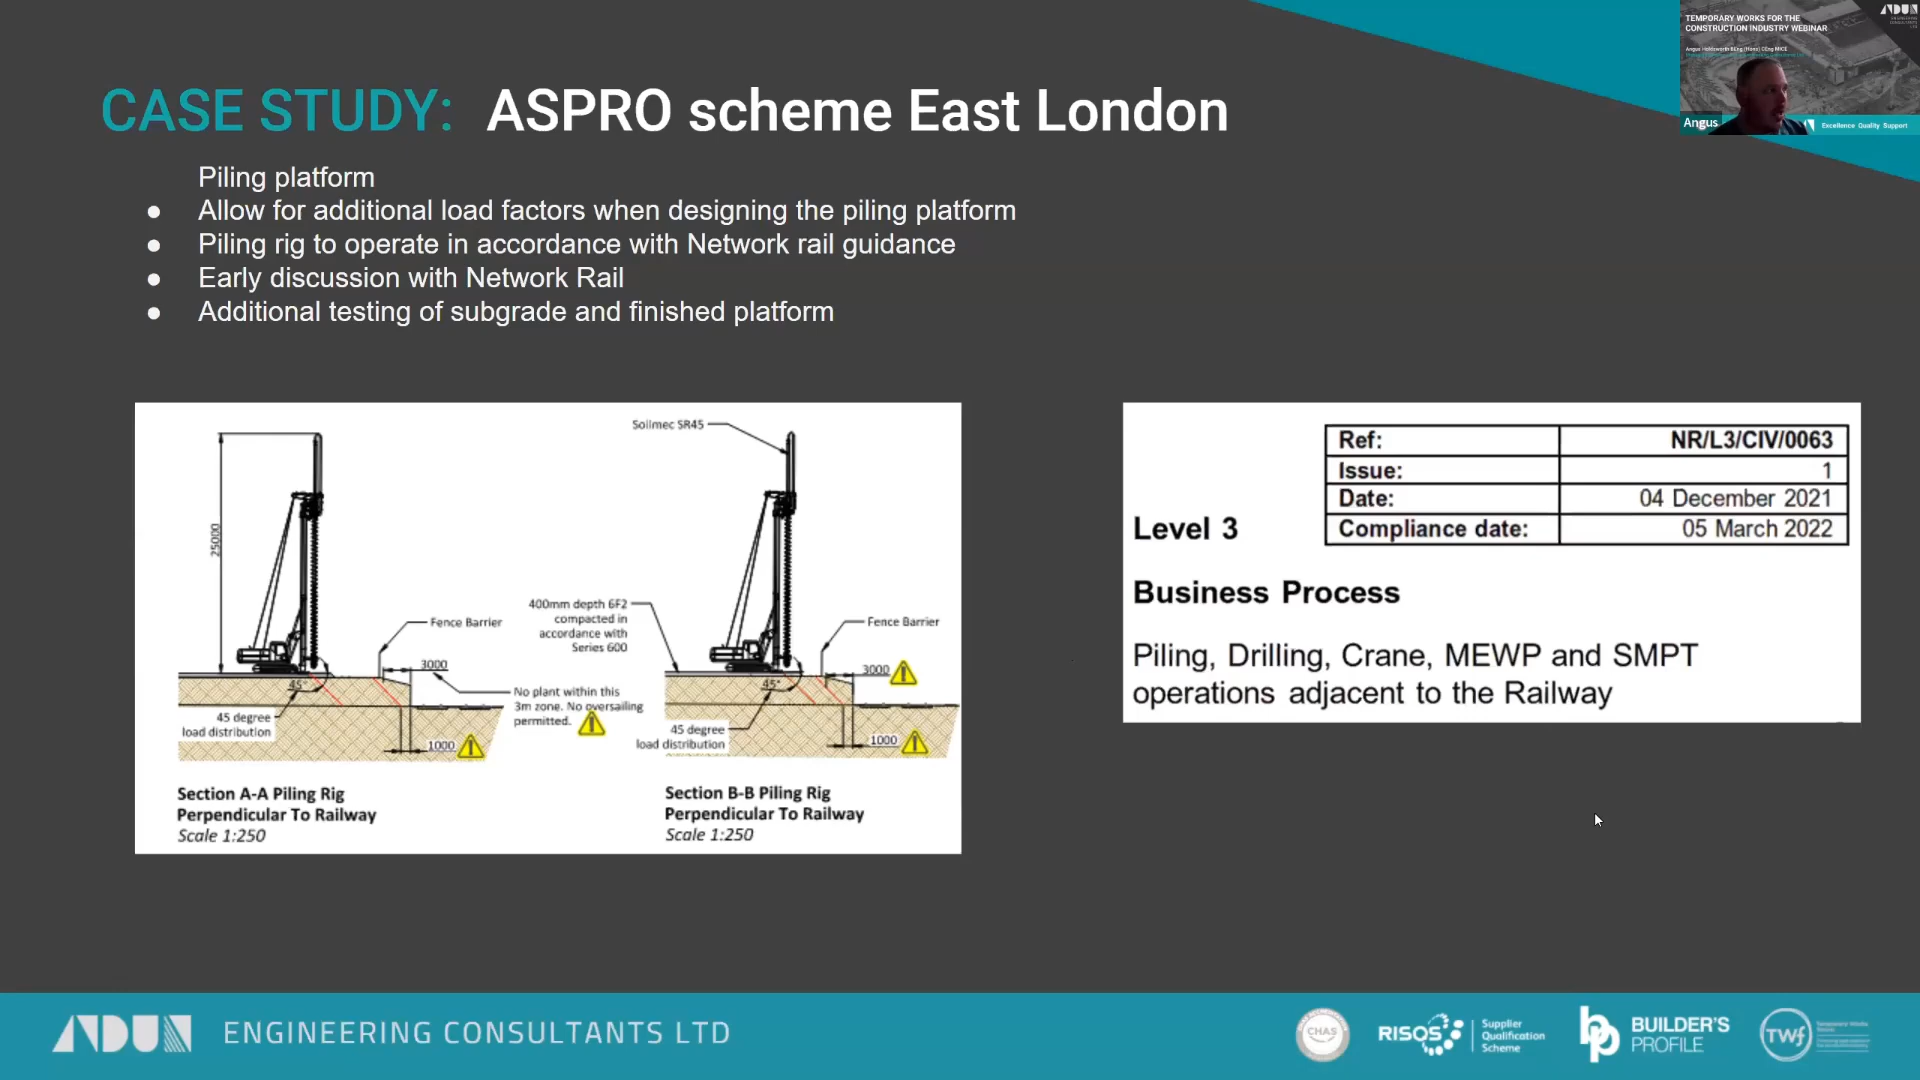 TEMPORARY WORKS FOR THE
CONSTRUCTION INDUSTRY WEBINAR
Angus Holdsworth BEng (Hons) CEng MICE
ADUN
Angus
Excellence Quality Support
CASE STUDY: ASPRO scheme East London
Piling platform
● Allow for additional load factors when designing the piling platform
● Piling rig to operate in accordance with Network rail guidance
● Early discussion with Network Rail
● Additional testing of subgrade and finished platform
25000
Fence Barrier
3000
No plant within this
3m zone. No oversailing
permitted.
45°
45 degree
load distribution
1000
Section A-A Piling Rig
Perpendicular To Railway
Scale 1:250
Soilmec SR45
400mm depth 6F2
compacted in
accordance with
Series 600
Fence Barrier
3000
45°
45 degree
load distribution
1000
Section B-B Piling Rig
Perpendicular To Railway
Scale 1:250
Ref: NR/L3/CIV/0063
Issue: 1
Date: 04 December 2021
Compliance date: 05 March 2022
Level 3
Business Process
Piling, Drilling, Crane, MEWP and SMPT
operations adjacent to the Railway
ADUN ENGINEERING CONSULTANTS LTD
CHAS
RISQS
Supplier
Qualification
Scheme
bp
BUILDER'S
PROFILE
TWf